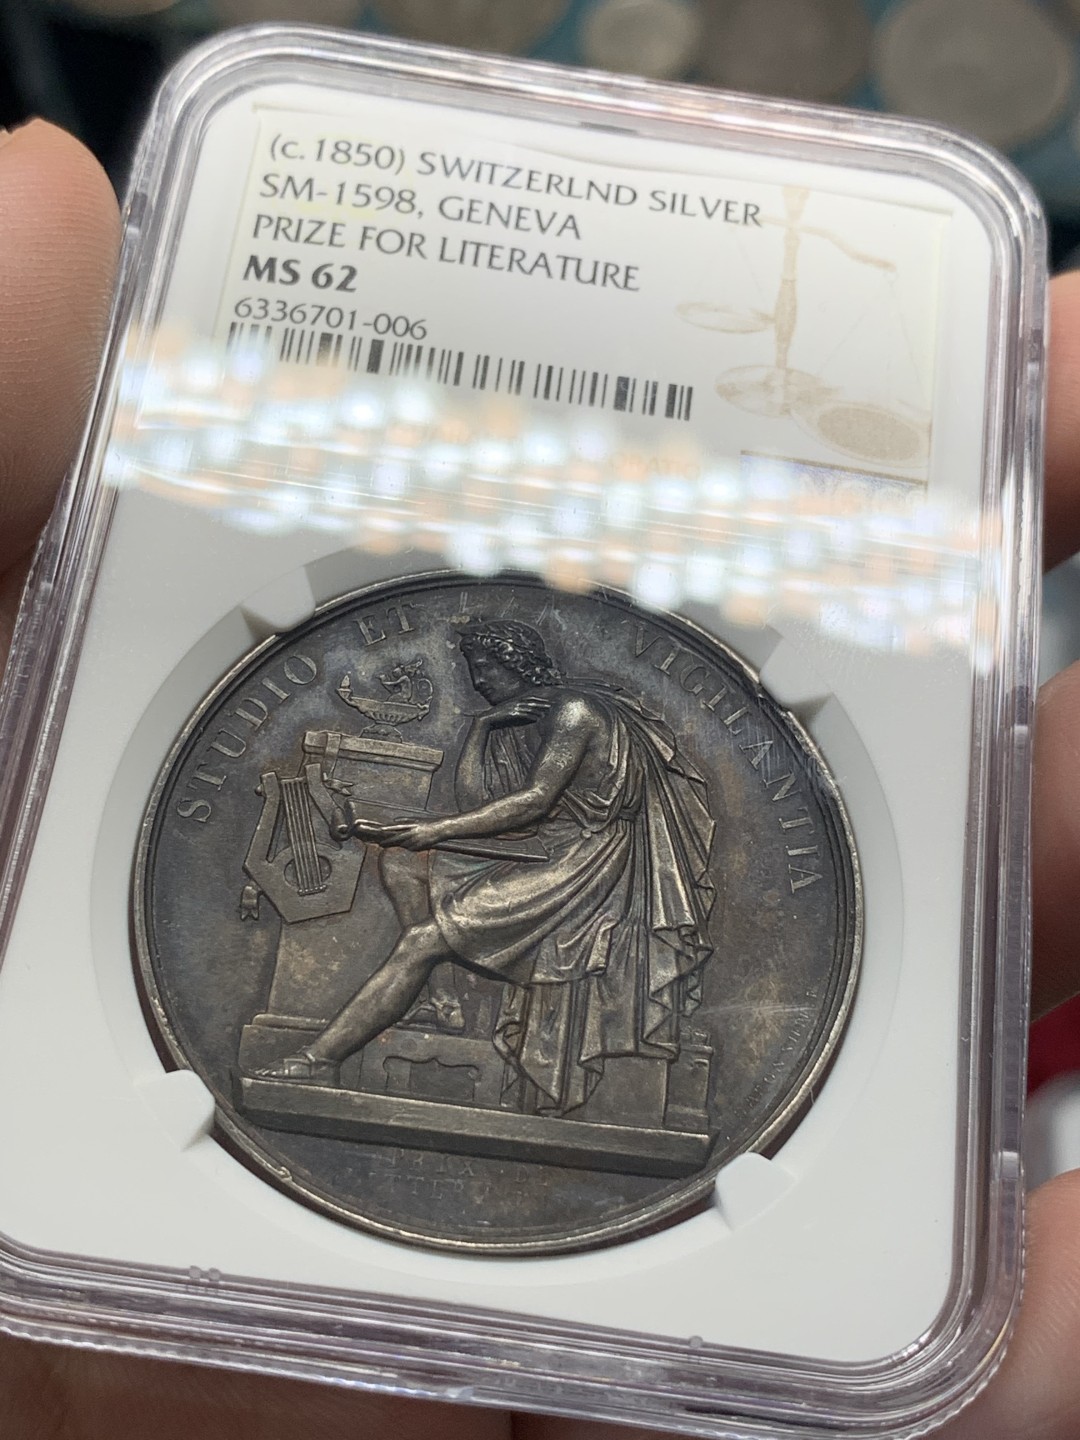 (c.1850) SWITZERLND SILVER
SM-1598, GENEVA
PRIZE FOR LITERATURE
MS 62
6336701-006
STUDIO ET VIGILANTIA